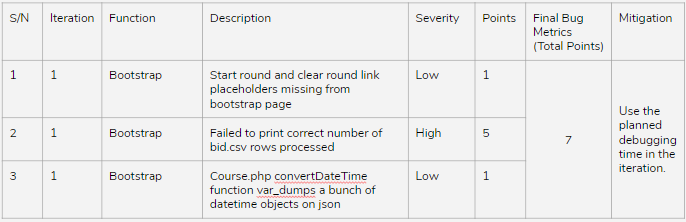 S/N Iteration Function Description Severity Points Final Bug Mitigation
Metrics
(Total Points)
1 1 Bootstrap Start round and clear round link Low 1
placeholders missing from
bootstrap page
2 1 Bootstrap Failed to print correct number of High 5
bid.csv rows processed
3 1 Bootstrap Course.php convertDateTime Low 1
function var_dumps a bunch of
datetime objects on json
7
Use the
planned
debugging
time in the
iteration.